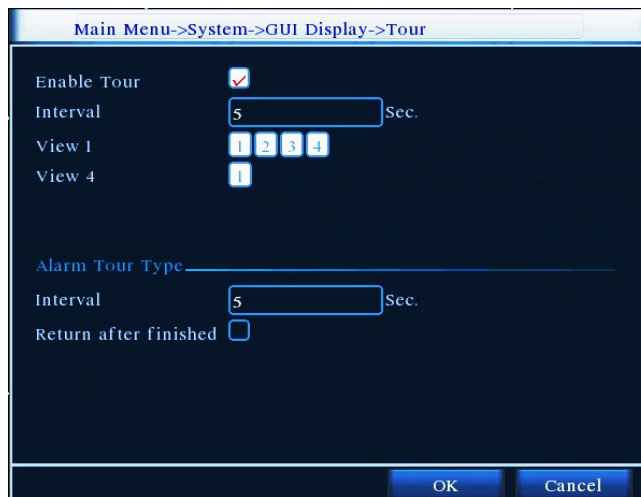 Main Menu->System->GUI Display->Tour
Enable Tour
Interval 5 Sec.
View 1 1 2 3 4
View 4 1
Alarm Tour Type
Interval 5 Sec.
Return after finished
OK Cancel